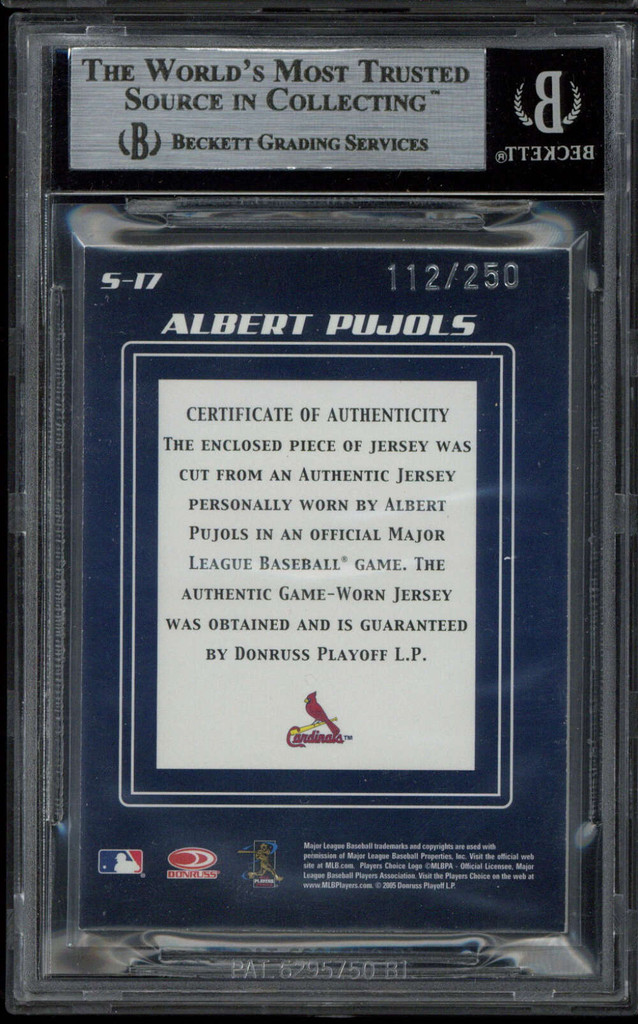 THE WORLD'S MOST TRUSTED
SOURCE IN COLLECTING™
(B) BECKETT GRADING SERVICES
B
BECKETT®
S-17
112/250
ALBERT PUJOLS
CERTIFICATE OF AUTHENTICITY
THE ENCLOSED PIECE OF JERSEY WAS
CUT FROM AN AUTHENTIC JERSEY
PERSONALLY WORN BY ALBERT
PUJOLS IN AN OFFICIAL MAJOR
LEAGUE BASEBALL® GAME. THE
AUTHENTIC GAME-WORN JERSEY
WAS OBTAINED AND IS GUARANTEED
BY DONRUSS PLAYOFF L.P.
Cardinals™
DONRUSS
PLAYERS
Major League Baseball trademarks and copyrights are used with
permission of Major League Baseball Properties, Inc. Visit the official web
site at MLB.com. Players Choice Logo ©MLBPA - Official Licensee, Major
League Baseball Players Association. Visit the Players Choice on the web at
www.MLBPlayers.com. © 2005 Donruss Playoff L.P.
PAT. 6295750 B1